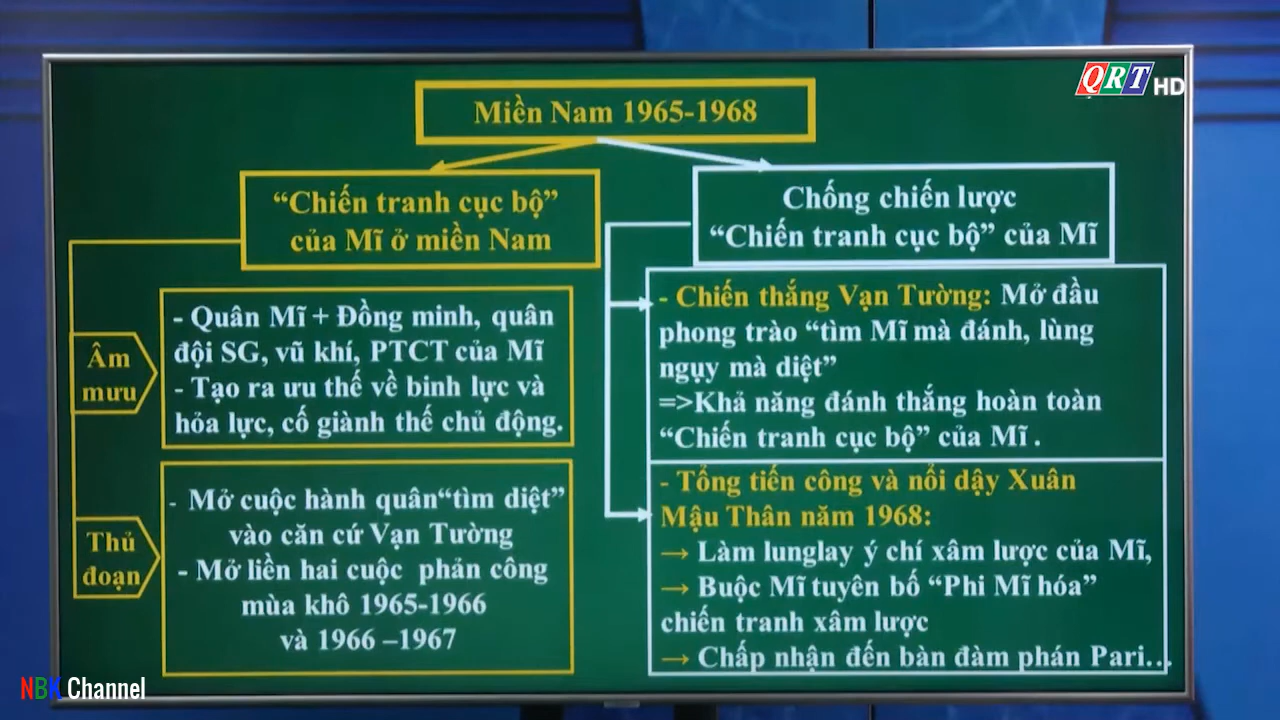 QRT HD
Miền Nam 1965-1968
“Chiến tranh cục bộ”
của Mĩ ở miền Nam
Âm
mưu
- Quân Mĩ + Đồng minh, quân
đội SG, vũ khí, PTCT của Mĩ
- Tạo ra ưu thế về binh lực và
hỏa lực, cố giành thế chủ động.
Thủ
đoạn
- Mở cuộc hành quân“tìm diệt”
vào căn cứ Vạn Tường
- Mở liền hai cuộc phản công
mùa khô 1965-1966
và 1966 –1967
Chống chiến lược
“Chiến tranh cục bộ” của Mĩ
- Chiến thắng Vạn Tường: Mở đầu
phong trào “tìm Mĩ mà đánh, lùng
ngụy mà diệt”
=>Khả năng đánh thắng hoàn toàn
“Chiến tranh cục bộ” của Mĩ .
- Tổng tiến công và nổi dậy Xuân
Mậu Thân năm 1968:
→ Làm lunglay ý chí xâm lược của Mĩ,
→ Buộc Mĩ tuyên bố “Phi Mĩ hóa”
chiến tranh xâm lược
→ Chấp nhận đến bàn đàm phán Pari...
NBK Channel